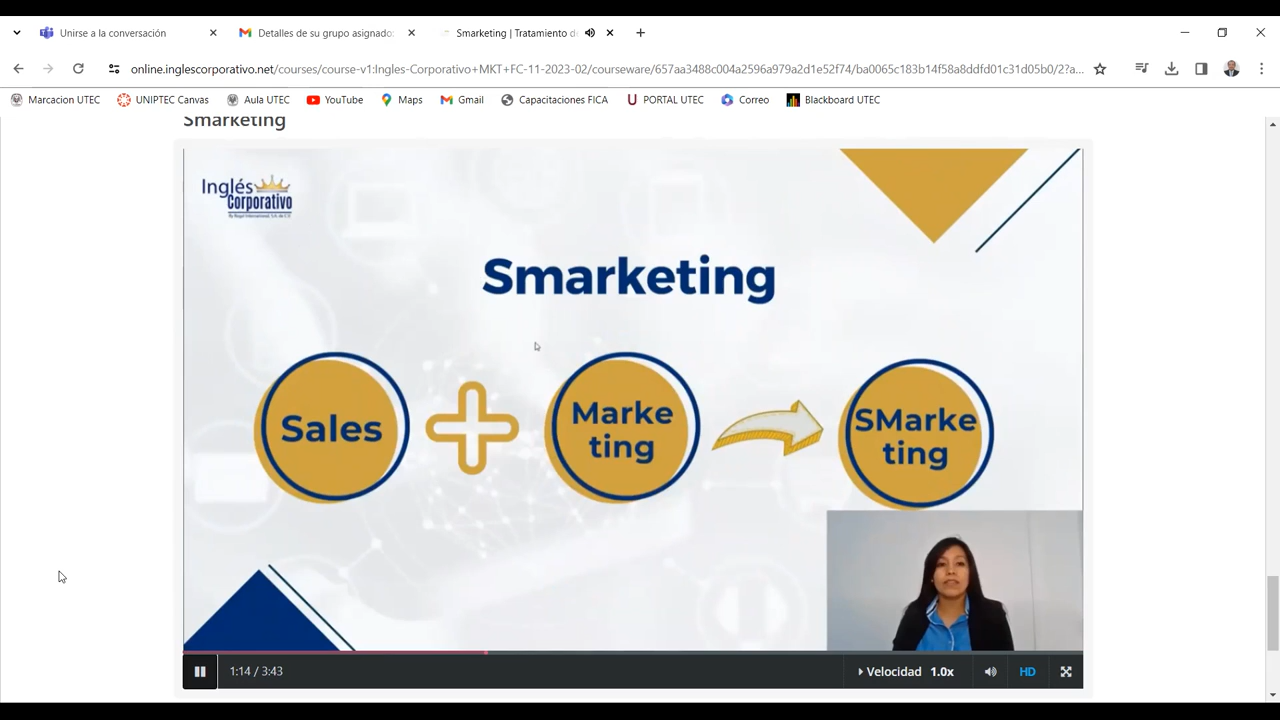 Unirse a la conversación
Detalles de su grupo asignado:
Smarketing | Tratamiento d
online.inglescorporativo.net/courses/course-v1:Ingles-Corporativo+MKT+FC-11-2023-02/courseware/657aa3488c004a2596a979a2d1e52f74/ba0065c183b14f58a8ddfd01c31d05b0/2?a...
Marcacion UTEC
UNIPTEC Canvas
Aula UTEC
YouTube
Maps
Gmail
Capacitaciones FICA
PORTAL UTEC
Correo
Blackboard UTEC
Smarketing
Inglés
Corporativo
Smarketing
Sales
Marke
ting
SMarke
ting
1:14 / 3:43
Velocidad 1.0x
HD